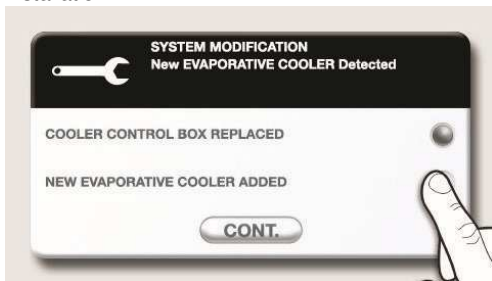 SYSTEM MODIFICATION
New EVAPORATIVE COOLER Detected
COOLER CONTROL BOX REPLACED
NEW EVAPORATIVE COOLER ADDED
CONT.